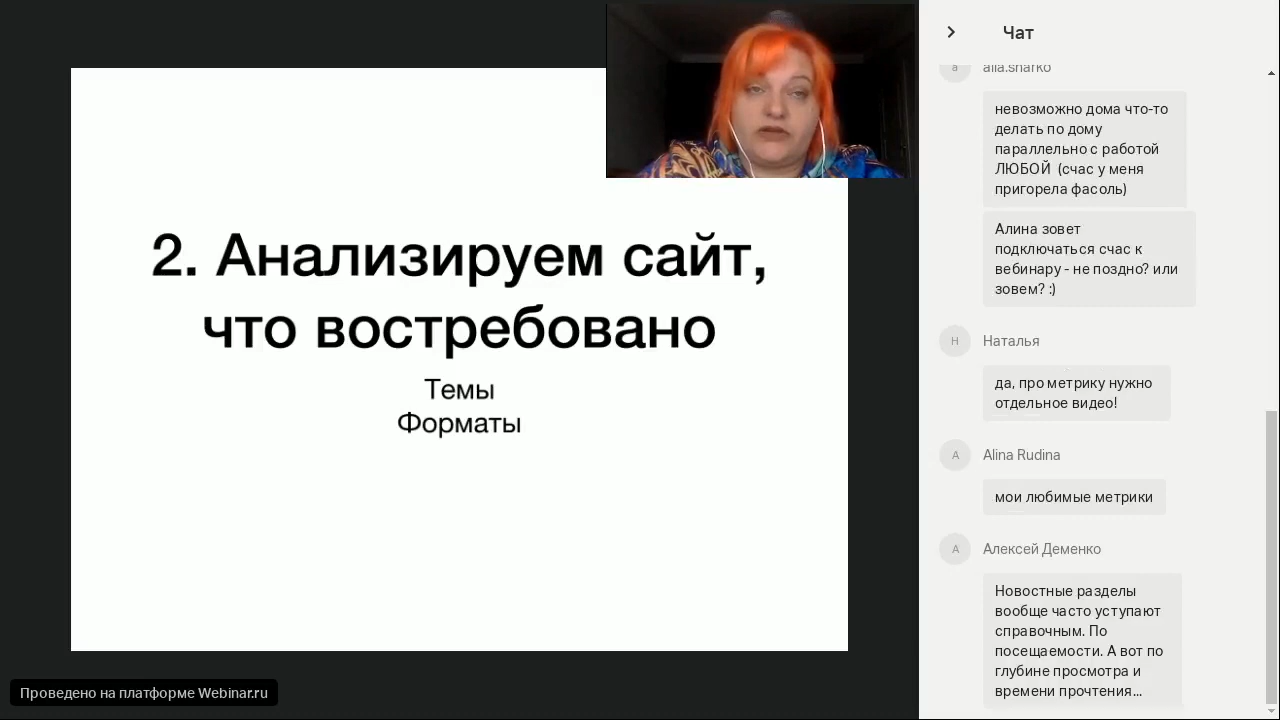 2. Анализируем сайт,
что востребовано
Темы
Форматы
Проведено на платформе Webinar.ru
Чат
a
alla.sharko
невозможно дома что-то
делать по дому
параллельно с работой
ЛЮБОЙ (счас у меня
пригорела фасоль)
Алина зовет
подключаться счас к
вебинару - не поздно? или
зовем? :)
Н
Наталья
да, про метрику нужно
отдельное видео!
A
Alina Rudina
мои любимые метрики
А
Алексей Деменко
Новостные разделы
вообще часто уступают
справочным. По
посещаемости. А вот по
глубине просмотра и
времени прочтения...